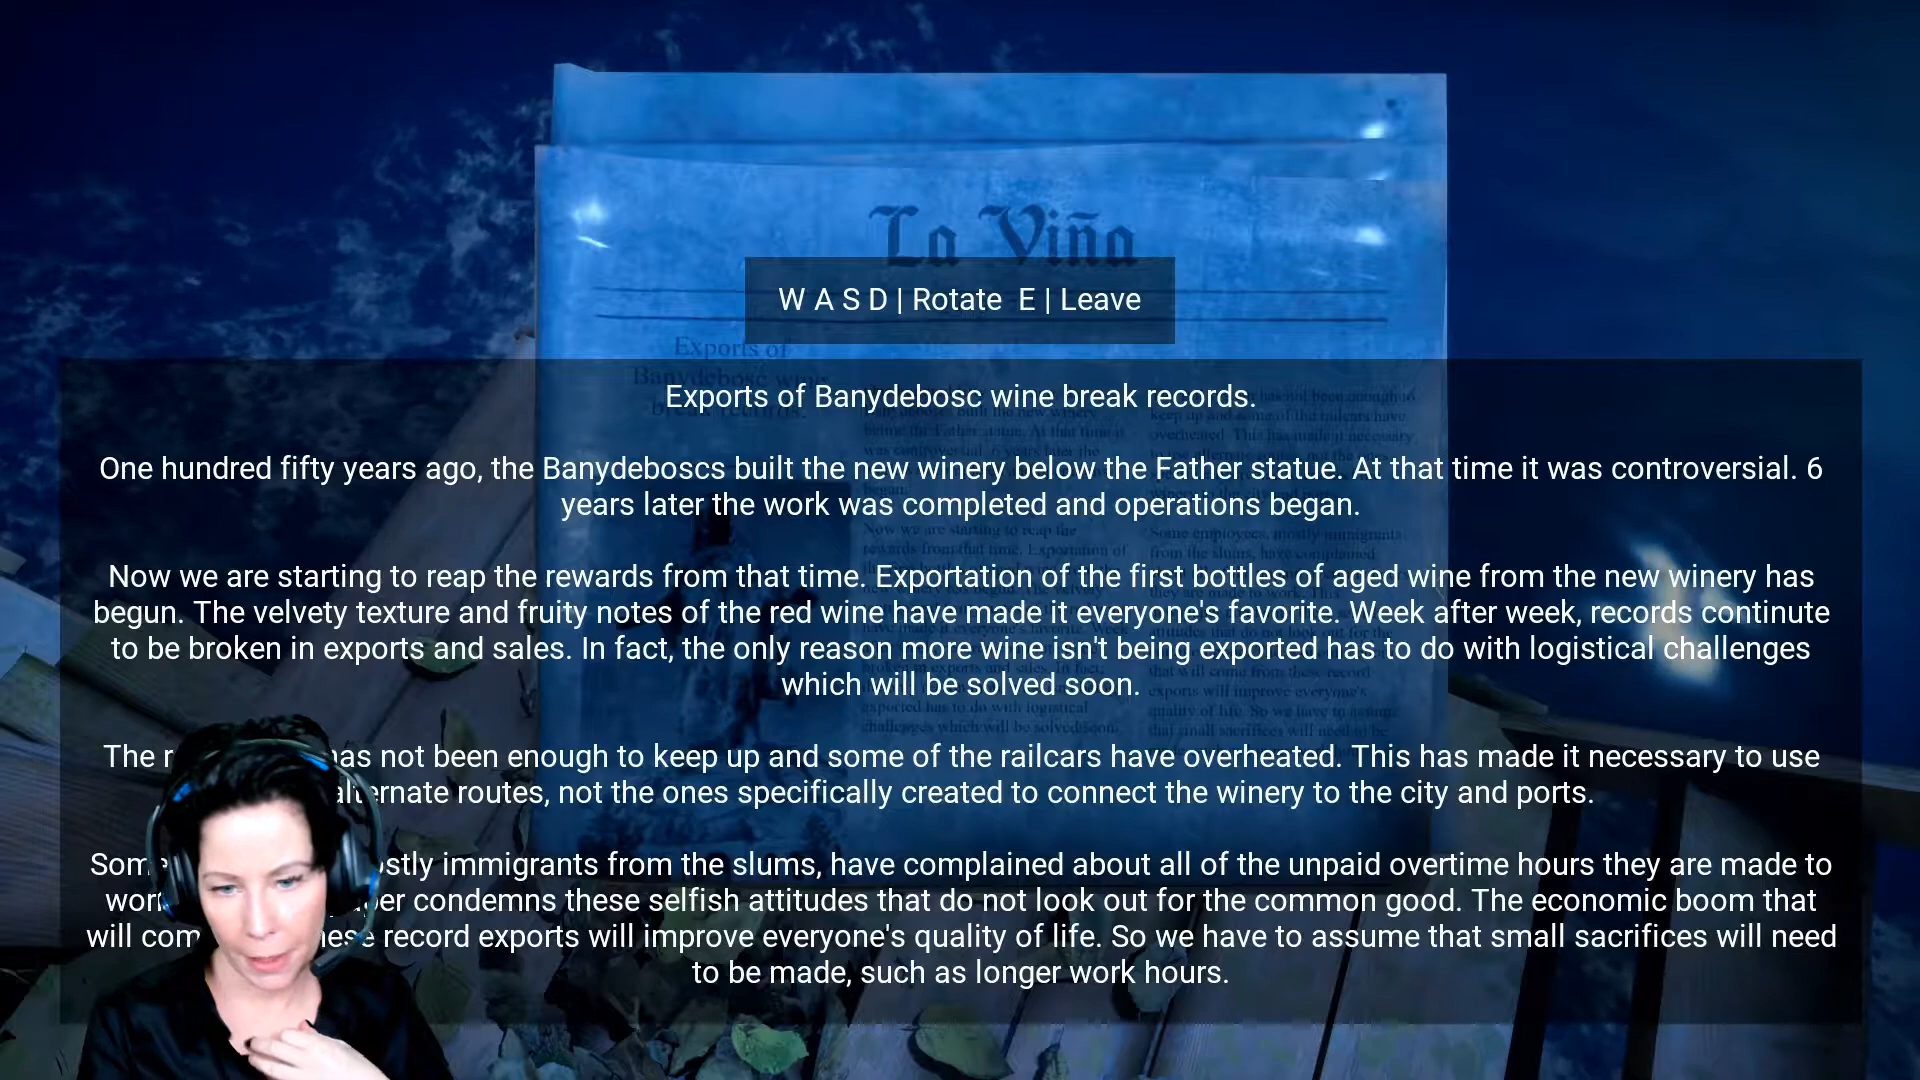 La Viña
W A S D | Rotate E | Leave
Exports of
Banydebosc wine
break records.
Exports of Banydebosc wine break records.
One hundred fifty years ago, the Banydeboscs built the new winery below the Father statue. At that time it was controversial. 6
years later the work was completed and operations began.
Now we are starting to reap the rewards from that time. Exportation of the first bottles of aged wine from the new winery has
begun. The velvety texture and fruity notes of the red wine have made it everyone's favorite. Week after week, records continute
to be broken in exports and sales. In fact, the only reason more wine isn't being exported has to do with logistical challenges
which will be solved soon.
The has not been enough to keep up and some of the railcars have overheated. This has made it necessary to use
alternate routes, not the ones specifically created to connect the winery to the city and ports.
immigrants from the slums, have complained about all of the unpaid overtime hours they are made to
condemns these selfish attitudes that do not look out for the common good. The economic boom that
will record exports will improve everyone's quality of life. So we have to assume that small sacrifices will need
to be made, such as longer work hours.